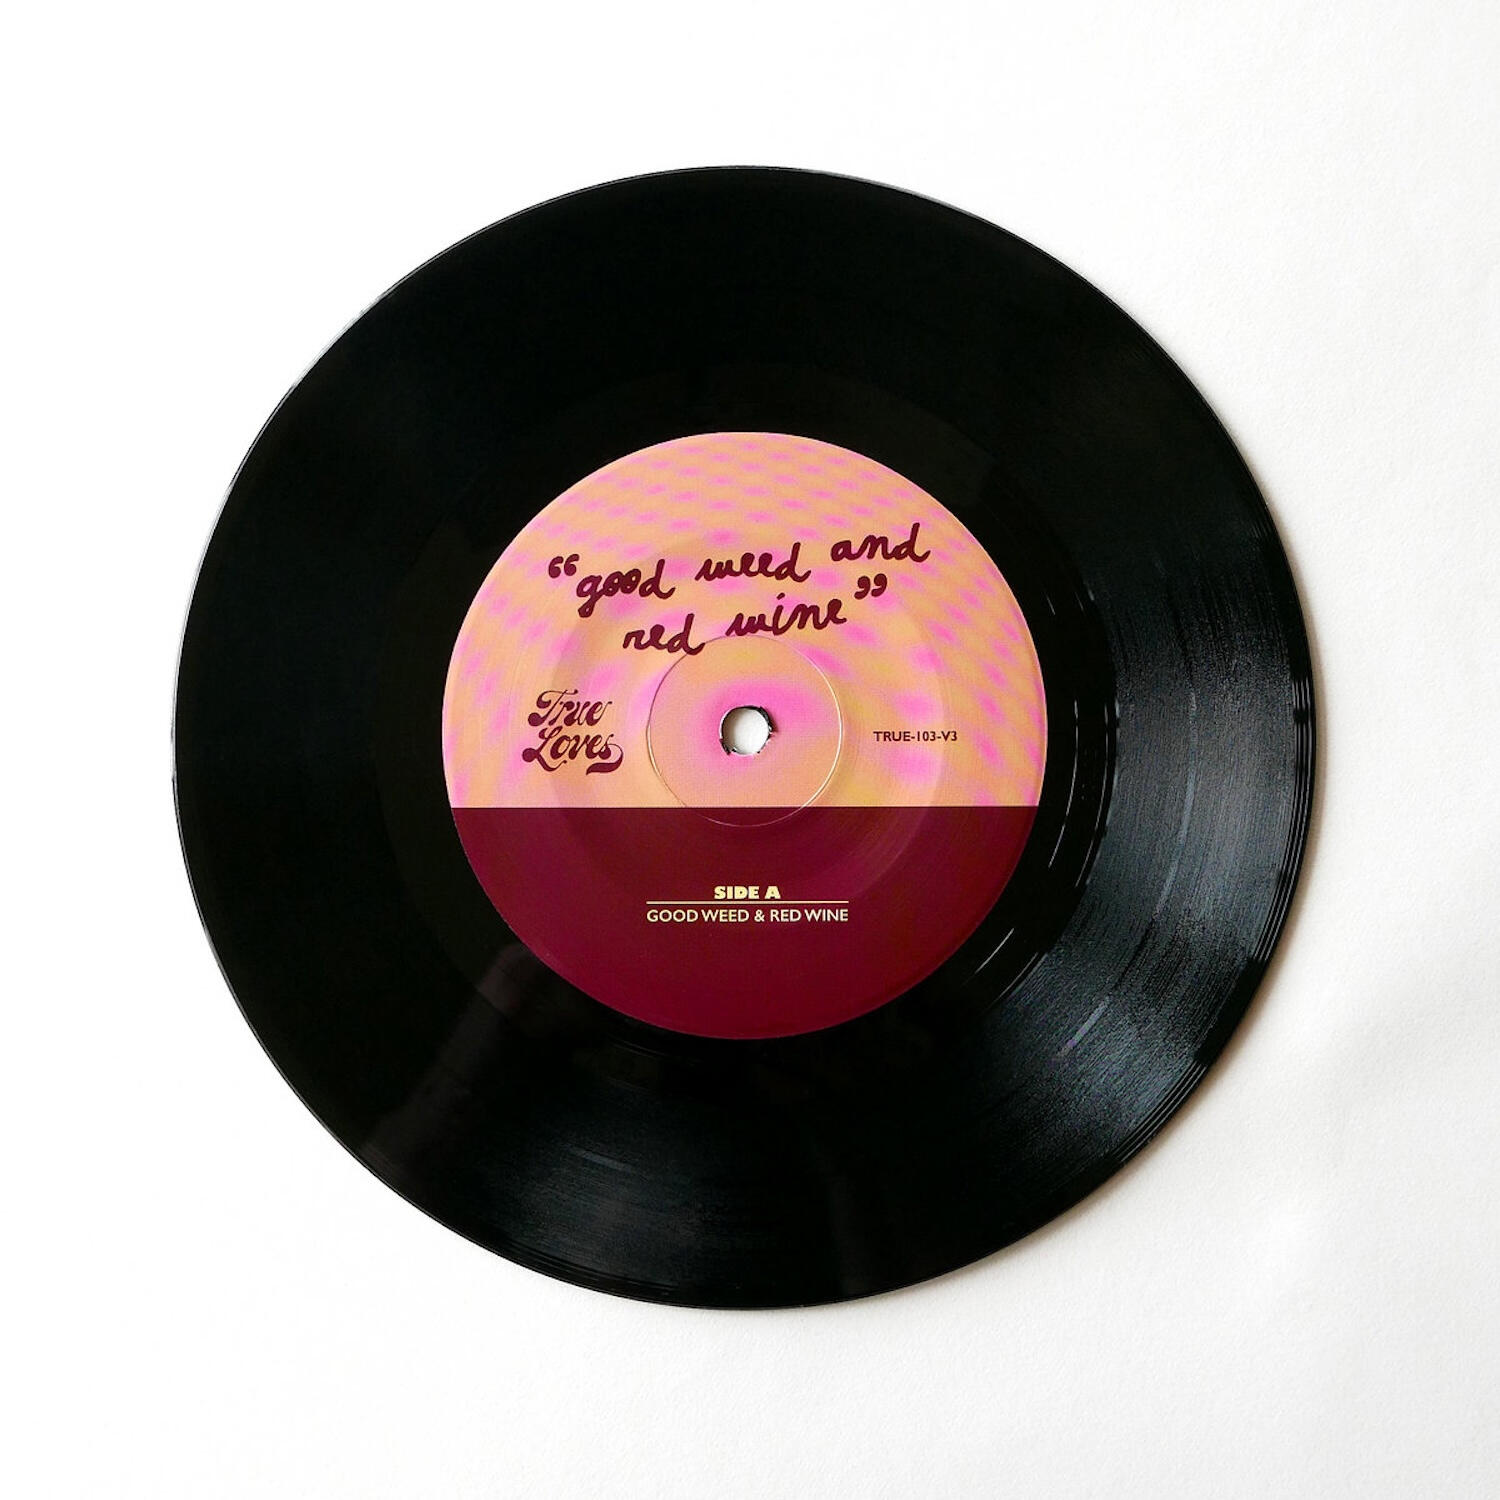 “good weed and
red wine”
True
Loves
TRUE-103-V3
SIDE A
GOOD WEED & RED WINE